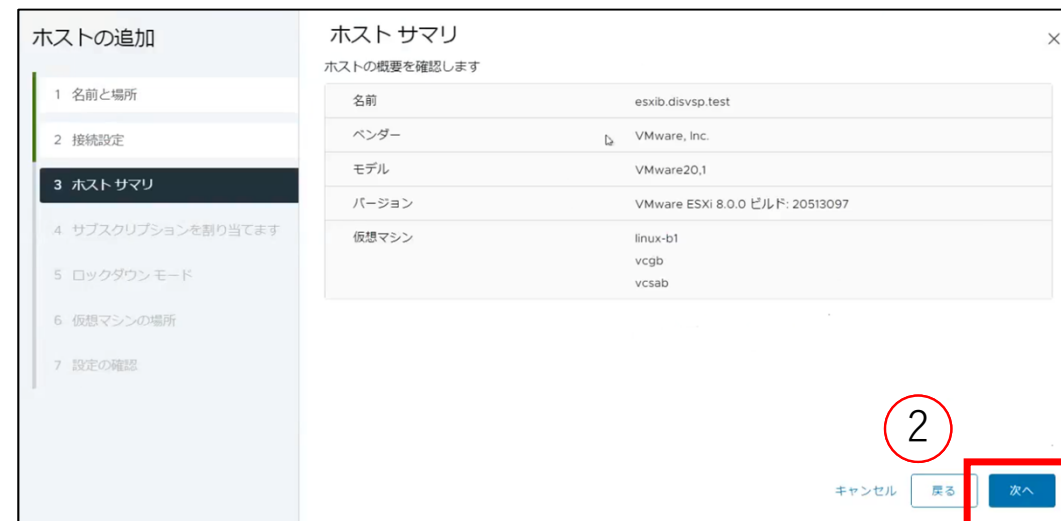 ホストの追加
1 名前と場所
2 接続設定
3 ホスト サマリ
4 サブスクリプションを割り当てます
5 ロックダウン モード
6 仮想マシンの場所
7 設定の確認
ホスト サマリ
ホストの概要を確認します
名前 esxib.disvsp.test
ベンダー VMware, Inc.
モデル VMware20,1
バージョン VMware ESXi 8.0.0 ビルド: 20513097
仮想マシン linux-b1
vcgb
vcsab
2
キャンセル 戻る 次へ